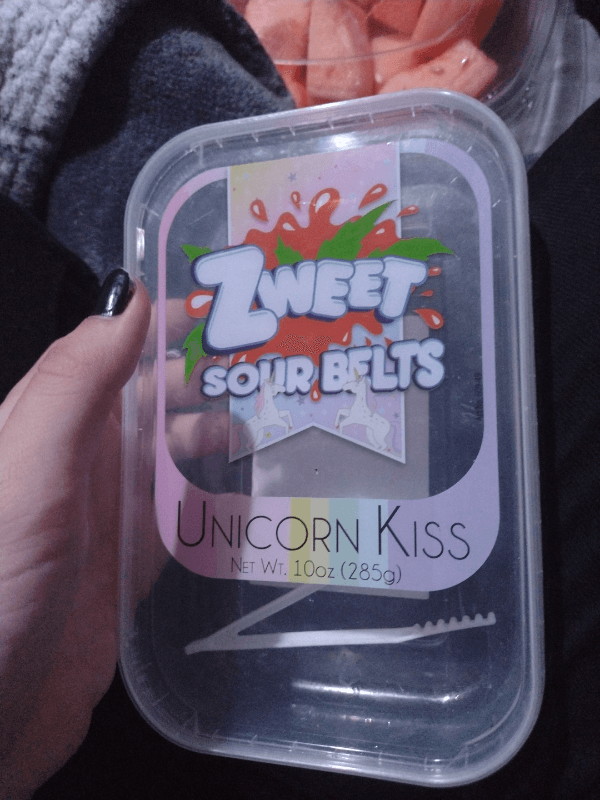 ZWEET
SOUR BELTS
UNICORN KISS
NET WT. 10oz (285g)